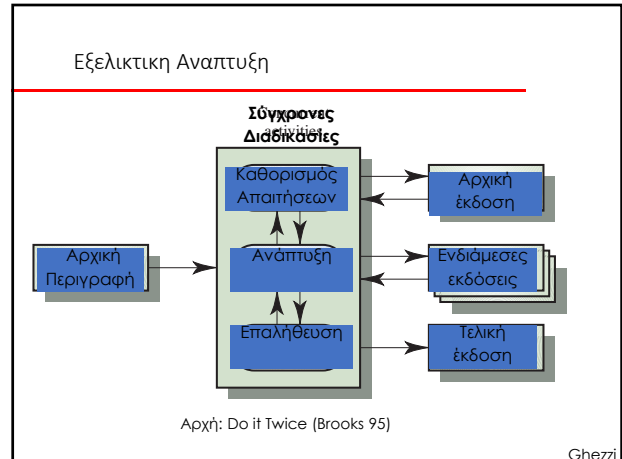 Εξελικτικη Αναπτυξη
Σύγχρονες
activities
Διαδικασίες
Καθορισμός
Απαιτήσεων
Αρχική
έκδοση
Αρχική
Περιγραφή
Ανάπτυξη
Ενδιάμεσες
εκδόσεις
Επαλήθευση
Τελική
έκδοση
Αρχή: Do it Twice (Brooks 95)
Ghezzi